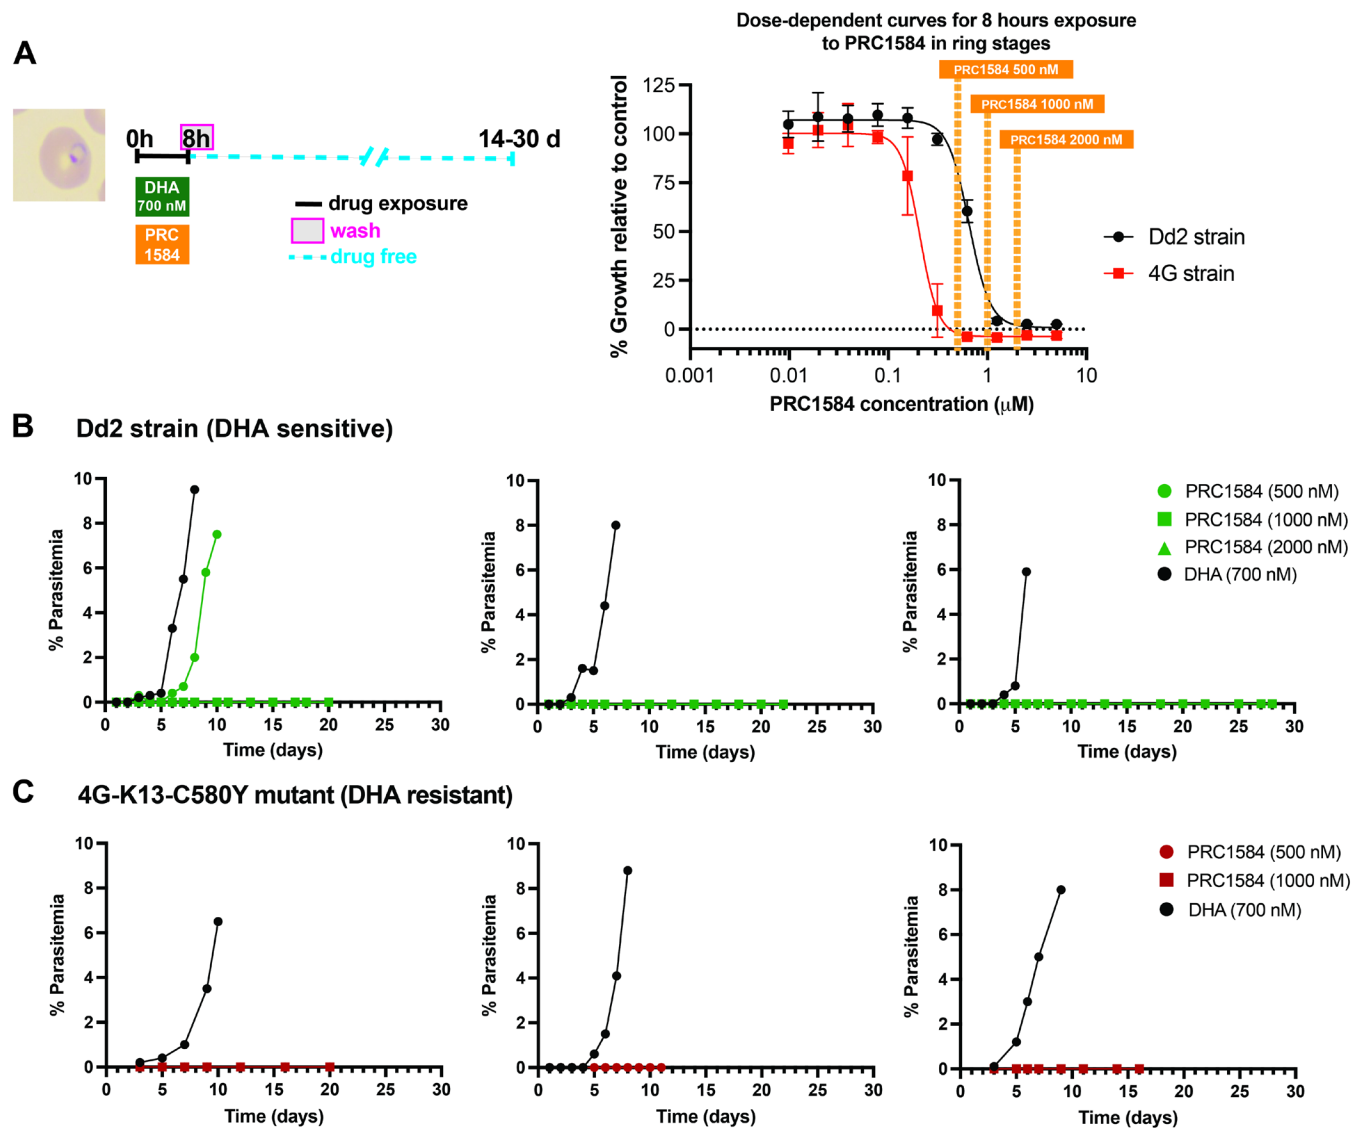 A
0h
8h
14-30 d
DHA
700 nM
PRC
1584
drug exposure
wash
drug free
Dose-dependent curves for 8 hours exposure
to PRC1584 in ring stages
PRC1584 500 nM
PRC1584 1000 nM
PRC1584 2000 nM
% Growth relative to control
125
100
75
50
25
0
0.001
0.01
0.1
1
10
PRC1584 concentration (μM)
Dd2 strain
4G strain
B
Dd2 strain (DHA sensitive)
% Parasitemia
10
8
6
4
2
0
0 5 10 15 20 25 30
Time (days)
% Parasitemia
10
8
6
4
2
0
0 5 10 15 20 25 30
Time (days)
% Parasitemia
10
8
6
4
2
0
0 5 10 15 20 25 30
Time (days)
PRC1584 (500 nM)
PRC1584 (1000 nM)
PRC1584 (2000 nM)
DHA (700 nM)
C
4G-K13-C580Y mutant (DHA resistant)
% Parasitemia
10
8
6
4
2
0
0 5 10 15 20 25 30
Time (days)
% Parasitemia
10
8
6
4
2
0
0 5 10 15 20 25 30
Time (days)
% Parasitemia
10
8
6
4
2
0
0 5 10 15 20 25 30
Time (days)
PRC1584 (500 nM)
PRC1584 (1000 nM)
DHA (700 nM)